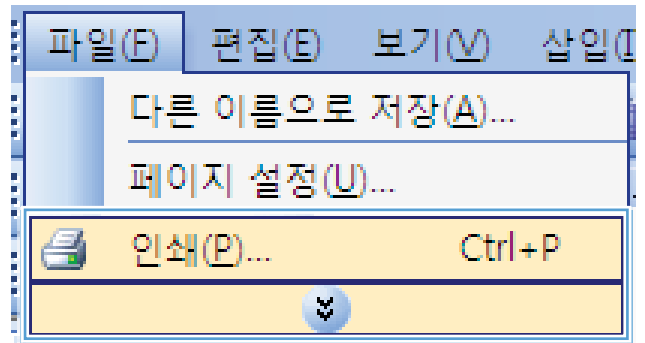 파일(F) 편집(E) 보기(V) 삽입(I
다른 이름으로 저장(A)...
페이지 설정(U)...
인쇄(P)... Ctrl+P